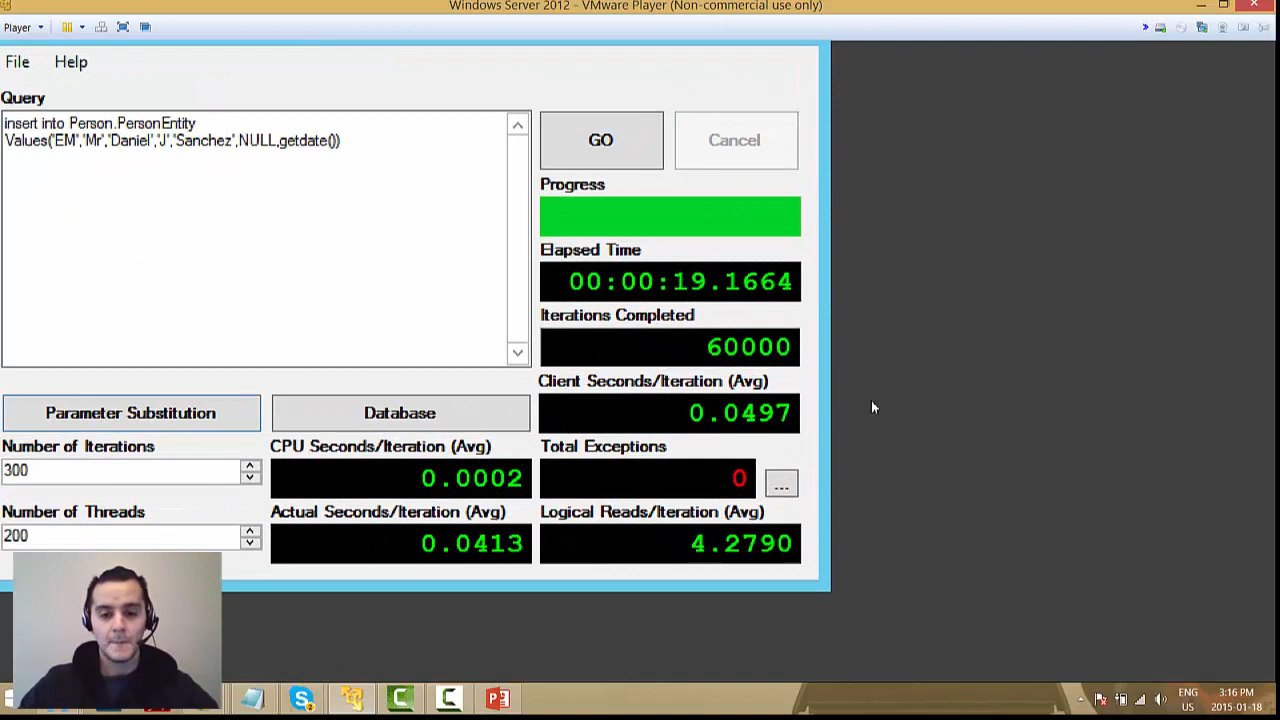 Windows Server 2012 - VMware Player (Non-commercial use only)
Player
File Help
Query
insert into Person.PersonEntity
Values('EM','Mr','Daniel','J','Sanchez',NULL,getdate())
GO
Cancel
Progress
Elapsed Time
00:00:19.1664
Iterations Completed
60000
Client Seconds/Iteration (Avg)
0.0497
Parameter Substitution
Database
Number of Iterations
300
CPU Seconds/Iteration (Avg)
0.0002
Total Exceptions
0
...
Number of Threads
200
Actual Seconds/Iteration (Avg)
0.0413
Logical Reads/Iteration (Avg)
4.2790
ENG
US
3:16 PM
2015-01-18